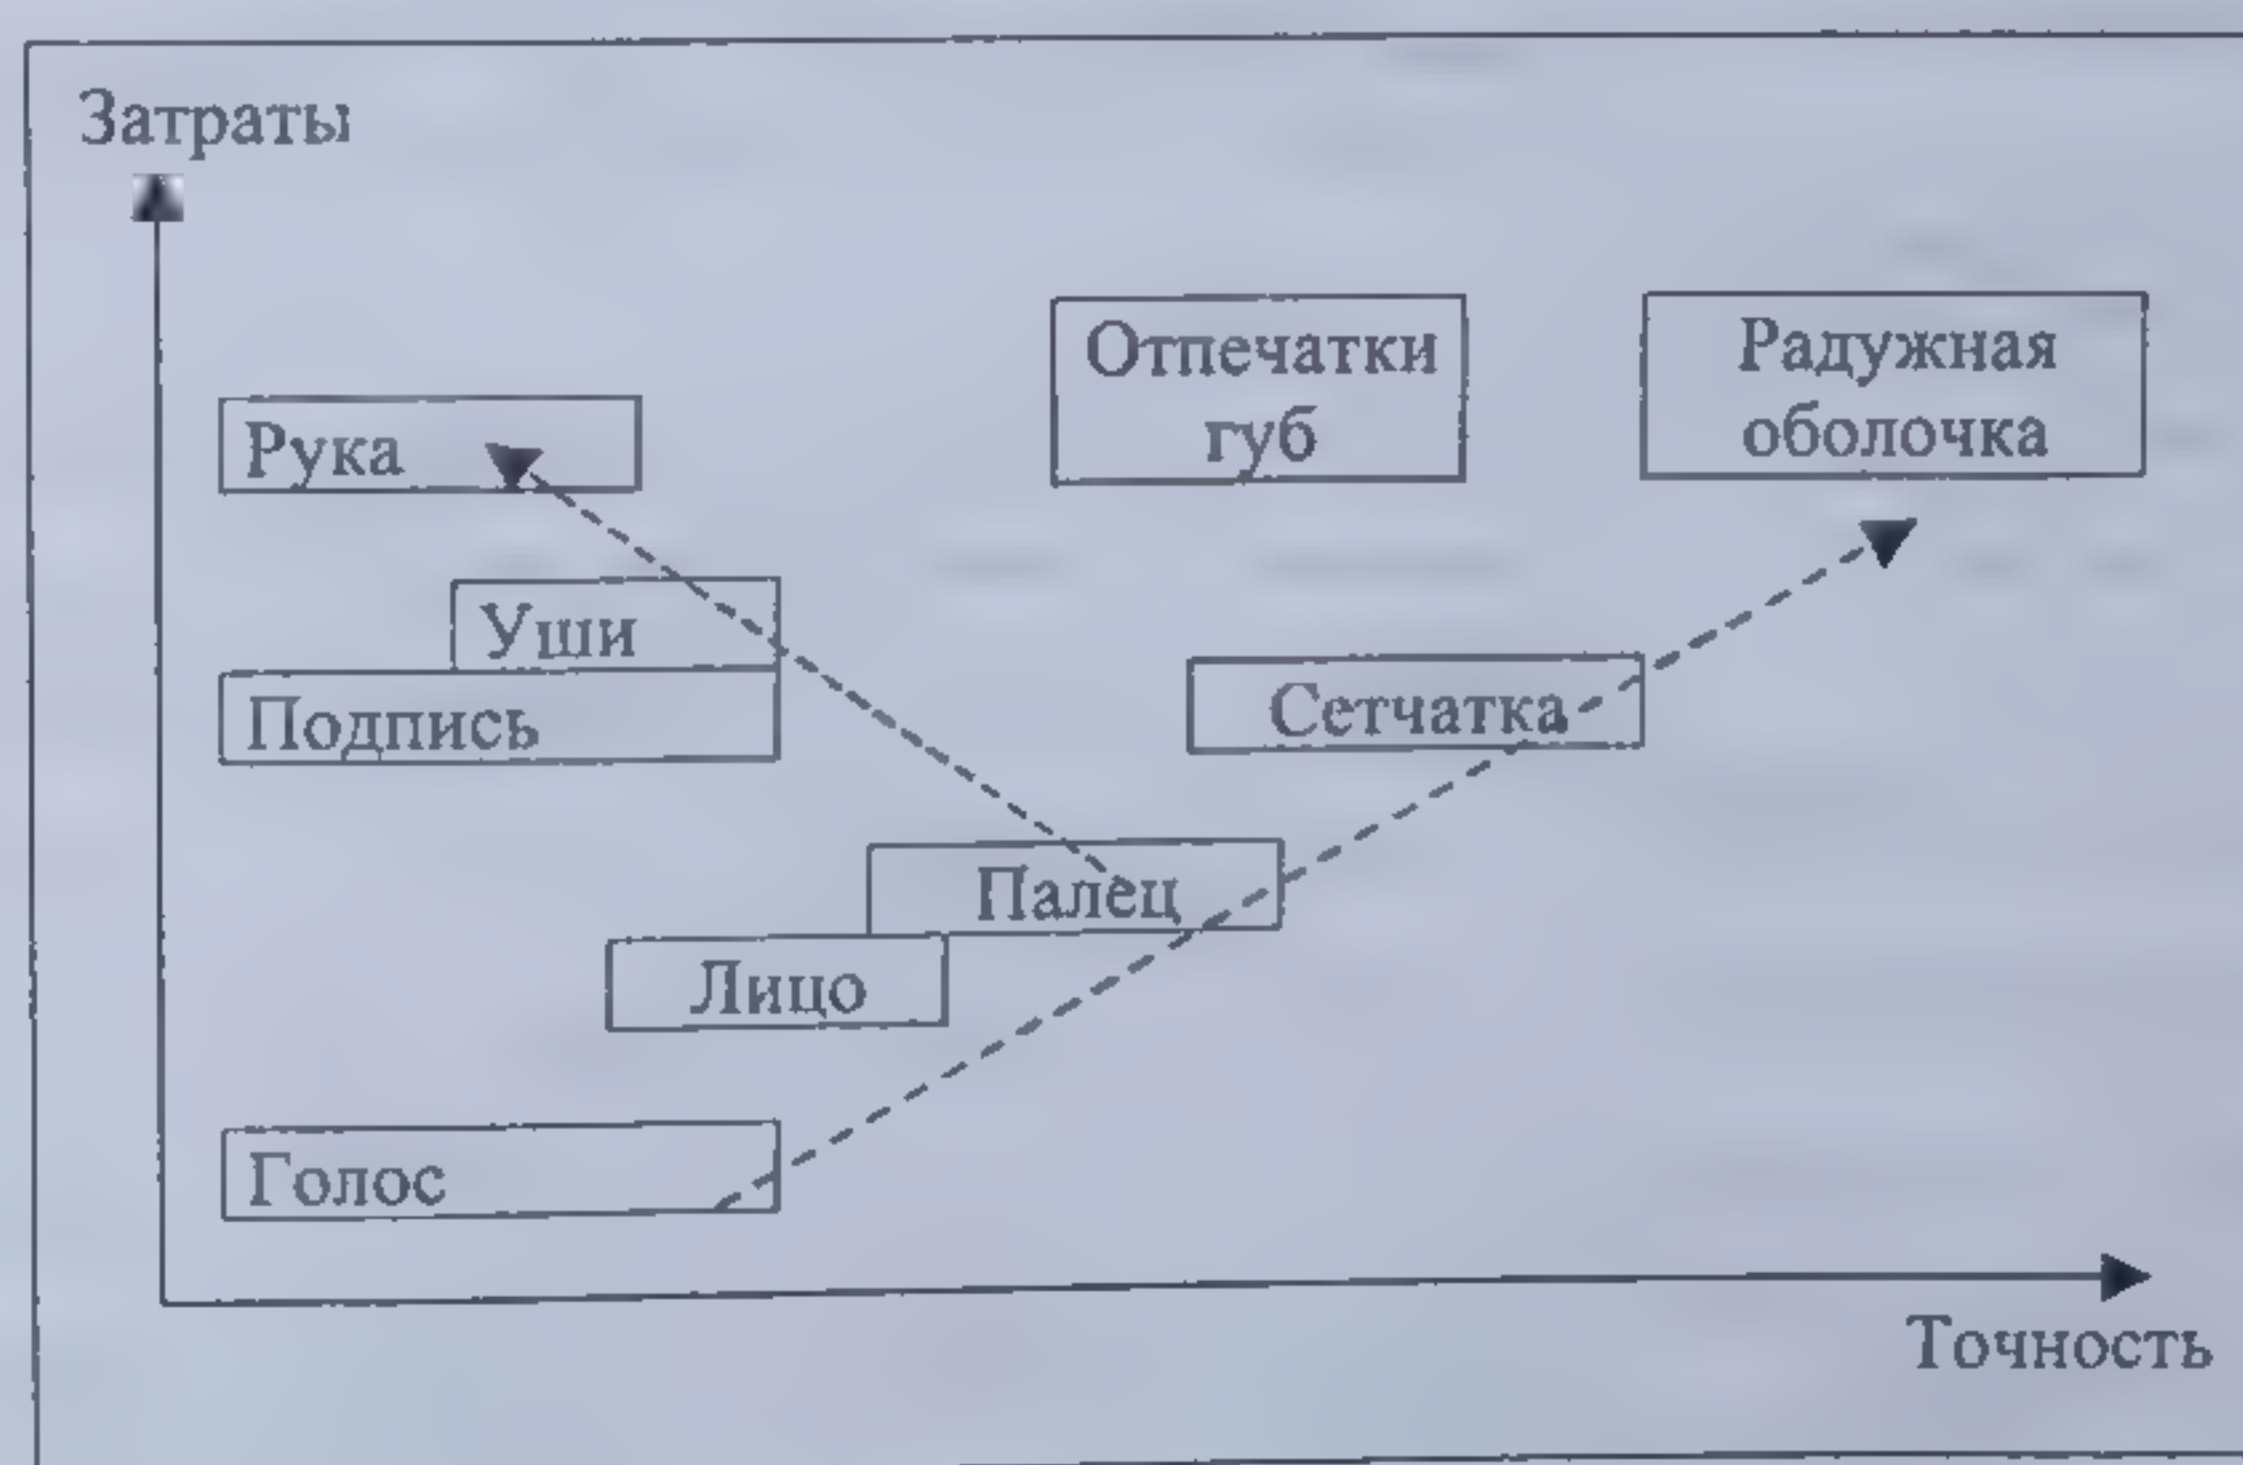 Затраты
Отпечатки
губ
Радужная
оболочка
Рука
Уши
Подпись
Сетчатка
Палец
Лицо
Голос
Точность